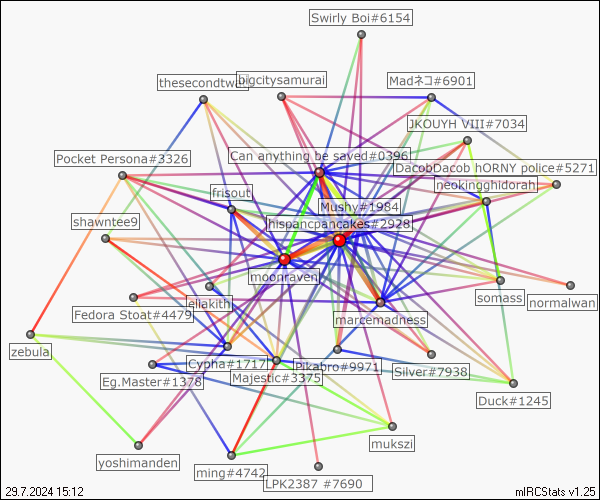 Swirly Boi#6154
bigcitysamurai
Madネコ#6901
JKOUYH VIII#7034
Can anything be saved#0396
Pocket Persona#3326
DacobDacob hORNY police#5271
neokingghidorah
frisout
Mushy#1984
shawntee9
jhispancpancakes#2928
moonraven
eliakith
somass
normalwan
Fedora Stoat#4479
marcemadness
zebula
Cypha#1717
Pikabro#9971
Silver#7938
Eg.Master#1378
Majestic#3375
Duck#1245
mukszi
yoshimanden
ming#4742
LPK2387 #7690
29.7.2024 15:12
mIRCStats v1.25